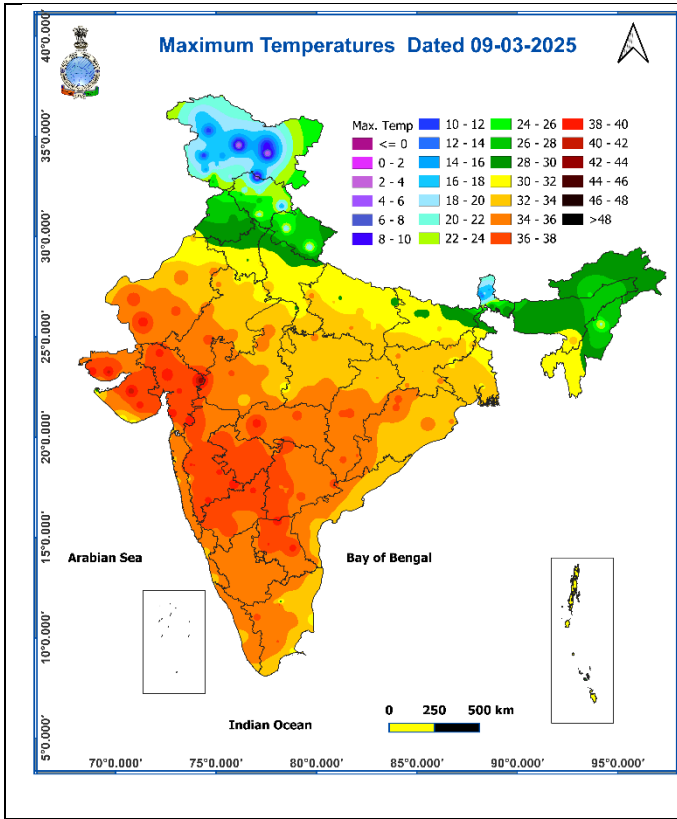 Maximum Temperatures Dated 09-03-2025
40°0.000'
35°0.000'
30°0.000'
25°0.000'
20°0.000'
15°0.000'
10°0.000'
5°0.000'
Max. Temp
<= 0
0 - 2
2 - 4
4 - 6
6 - 8
8 - 10
10 - 12
12 - 14
14 - 16
16 - 18
18 - 20
20 - 22
22 - 24
24 - 26
26 - 28
28 - 30
30 - 32
32 - 34
34 - 36
36 - 38
38 - 40
40 - 42
42 - 44
44 - 46
46 - 48
>48
Arabian Sea
Bay of Bengal
Indian Ocean
0 250 500 km
70°0.000' 75°0.000' 80°0.000' 85°0.000' 90°0.000' 95°0.000'